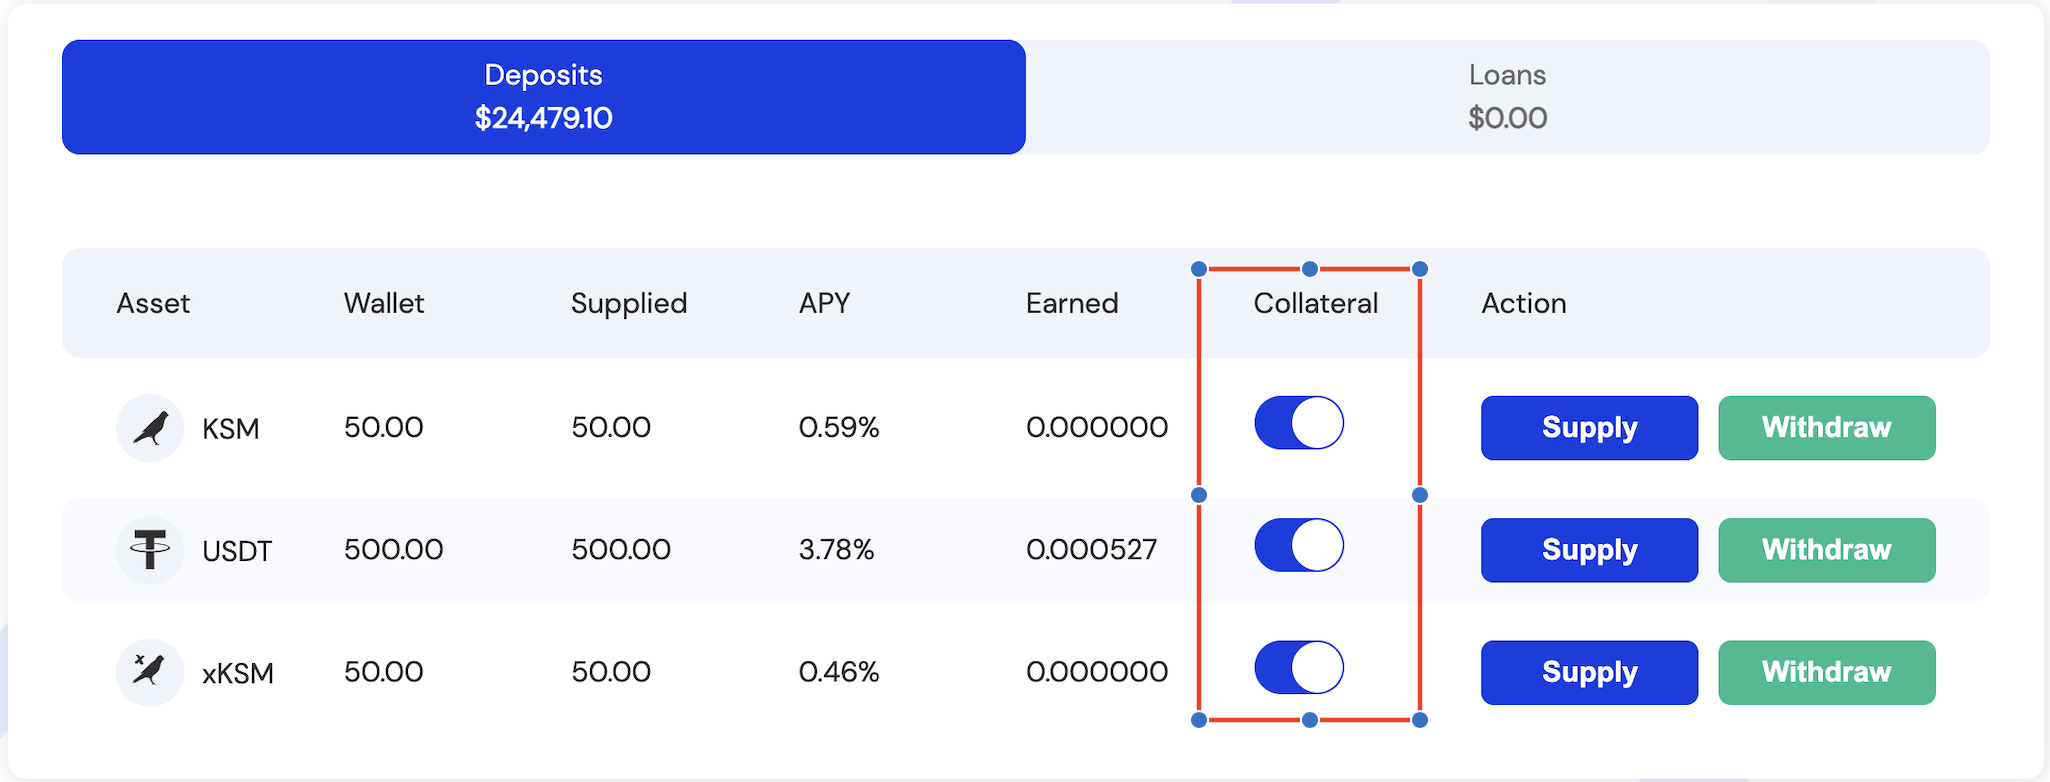 Deposits
$24,479.10
Loans
$0.00
Asset Wallet Supplied APY Earned Collateral Action
KSM 50.00 50.00 0.59% 0.000000 Supply Withdraw
USDT 500.00 500.00 3.78% 0.000527 Supply Withdraw
xKSM 50.00 50.00 0.46% 0.000000 Supply Withdraw